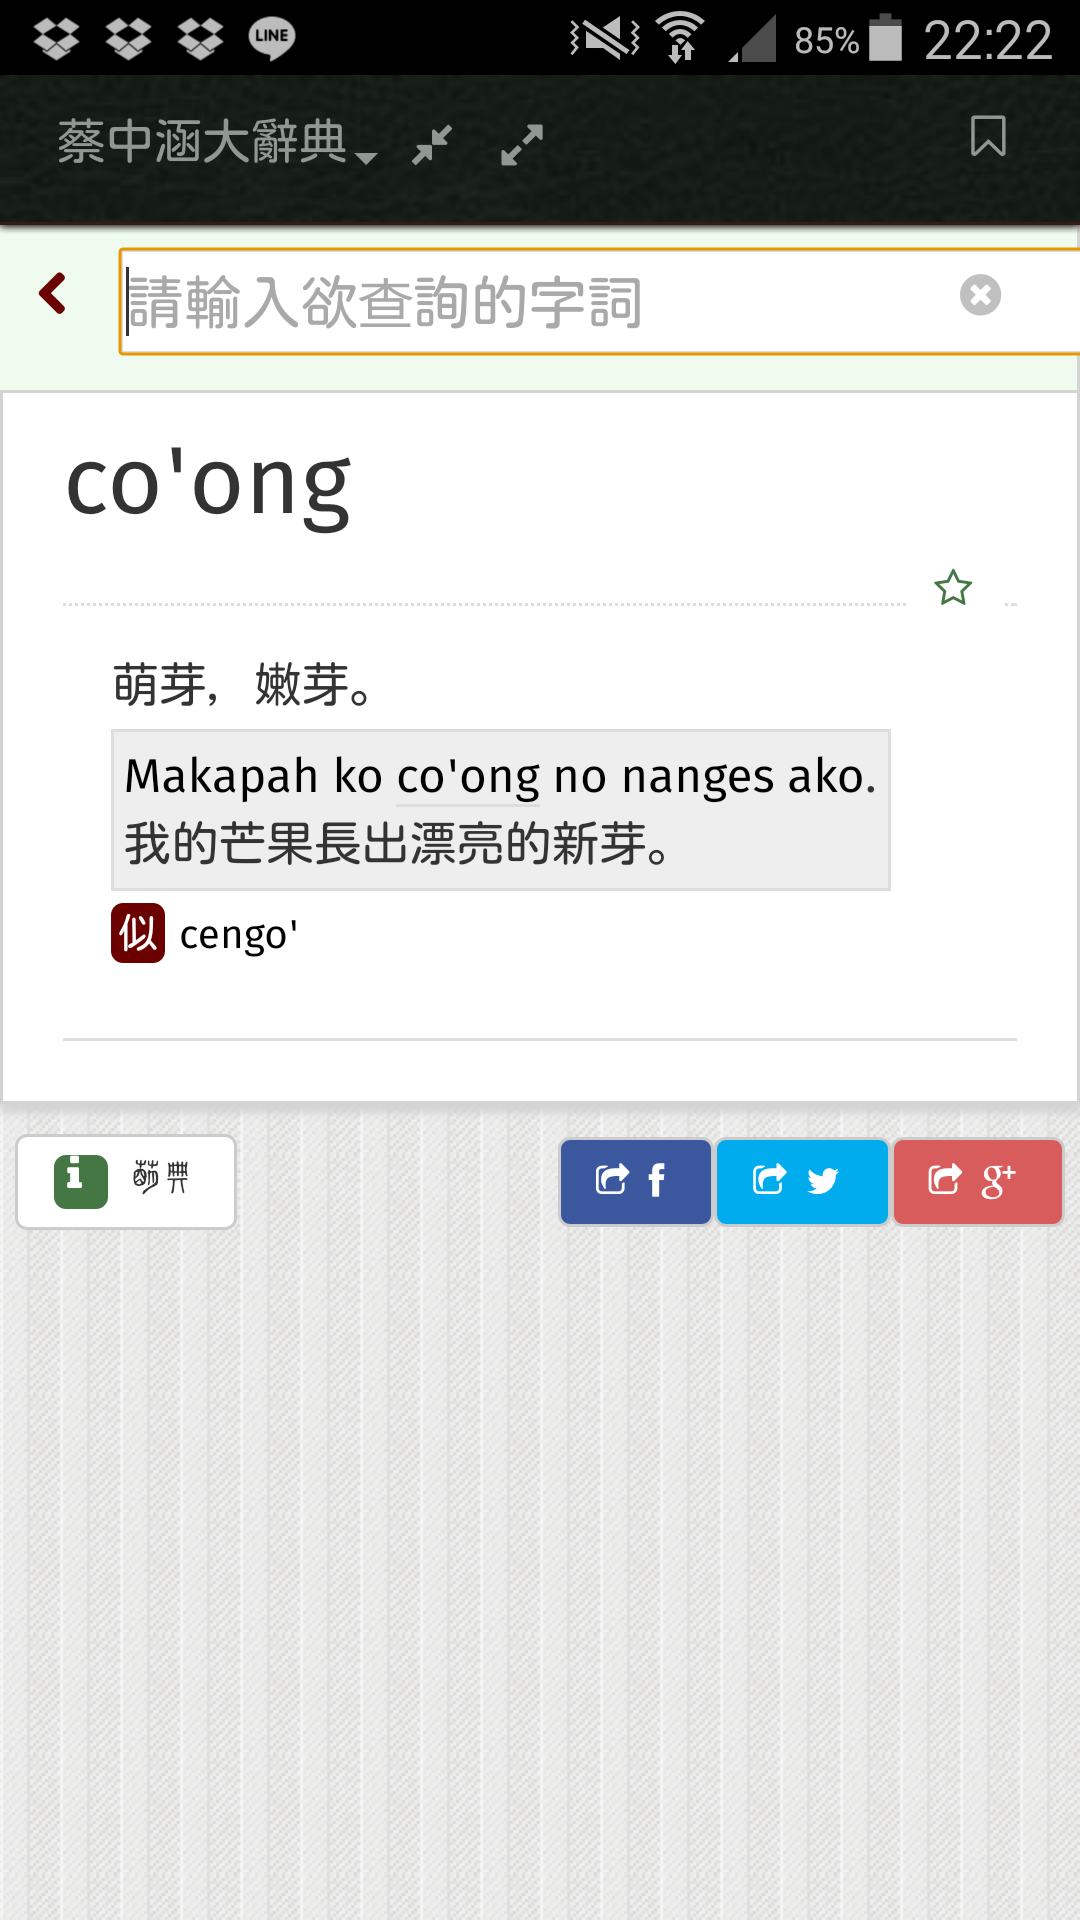 LINE 85% 22:22
蔡中涵大辭典
請輸入欲查詢的字詞
co'ong
萌芽，嫩芽。
Makapah ko co'ong no nanges ako.
我的芒果長出漂亮的新芽。
似 cengo'
萌典